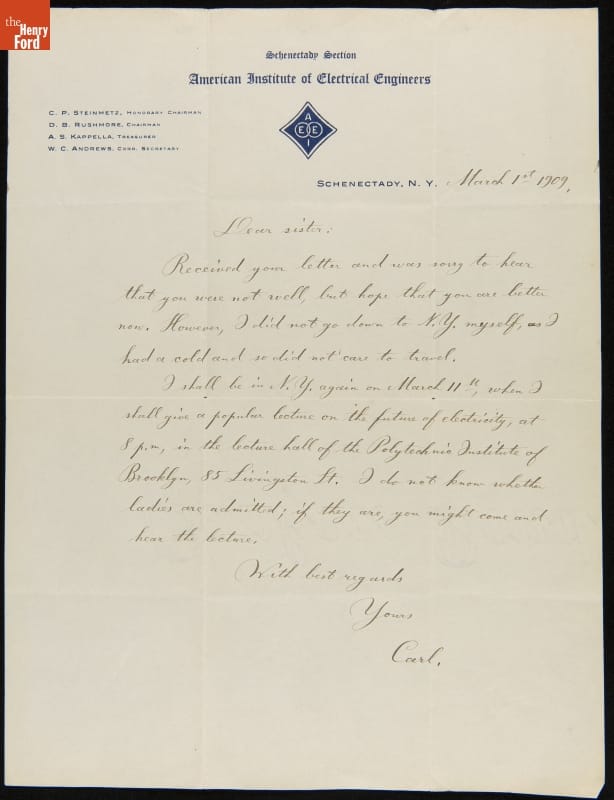 the
Henry
Ford
Schenectady Section
American Institute of Electrical Engineers
C. P. STEINMETZ, HONORARY CHAIRMAN
D. B. RUSHMORE, CHAIRMAN
A. S. KAPPELLA, TREASURER
W. C. ANDREWS, CORR. SECRETARY
A
E E
I
SCHENECTADY, N. Y. March 1st 1909.
Dear sister:
Received your letter and was sorry to hear
that you were not well, but hope that you are better
now. However, I did not go down to N.Y. myself, as I
had a cold and so did not care to travel.
I shall be in N.Y. again on March 11th, when I
shall give a popular lecture on the future of electricity, at
8 p.m, in the lecture hall of the Polytechnic Institute of
Brooklyn, 85 Livingston St. I do not know whether
ladies are admitted; if they are, you might come and
hear the lecture.
With best regards
Yours
Carl.